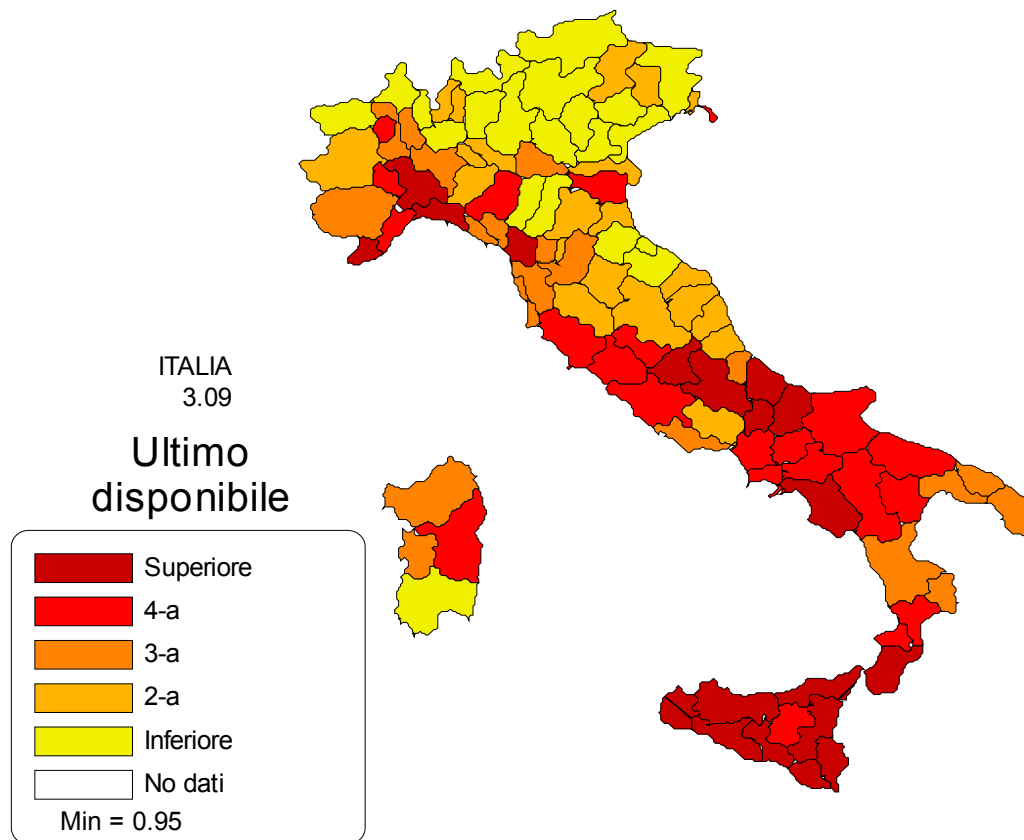 ITALIA
3.09
Ultimo
disponibile
Superiore
4-a
3-a
2-a
Inferiore
No dati
Min = 0.95